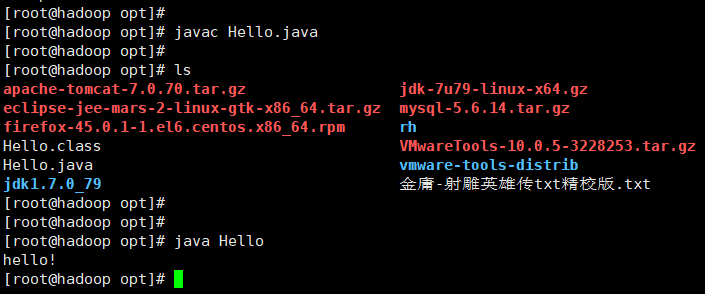 [root@hadoop opt]#
[root@hadoop opt]# javac Hello.java
[root@hadoop opt]#
[root@hadoop opt]# ls
apache-tomcat-7.0.70.tar.gz jdk-7u79-linux-x64.gz
eclipse-jee-mars-2-linux-gtk-x86_64.tar.gz mysql-5.6.14.tar.gz
firefox-45.0.1-1.el6.centos.x86_64.rpm rh
Hello.class VMwareTools-10.0.5-3228253.tar.gz
Hello.java vmware-tools-distrib
jdk1.7.0_79 金庸-射雕英雄传txt精校版.txt
[root@hadoop opt]#
[root@hadoop opt]#
[root@hadoop opt]# java Hello
hello!
[root@hadoop opt]#